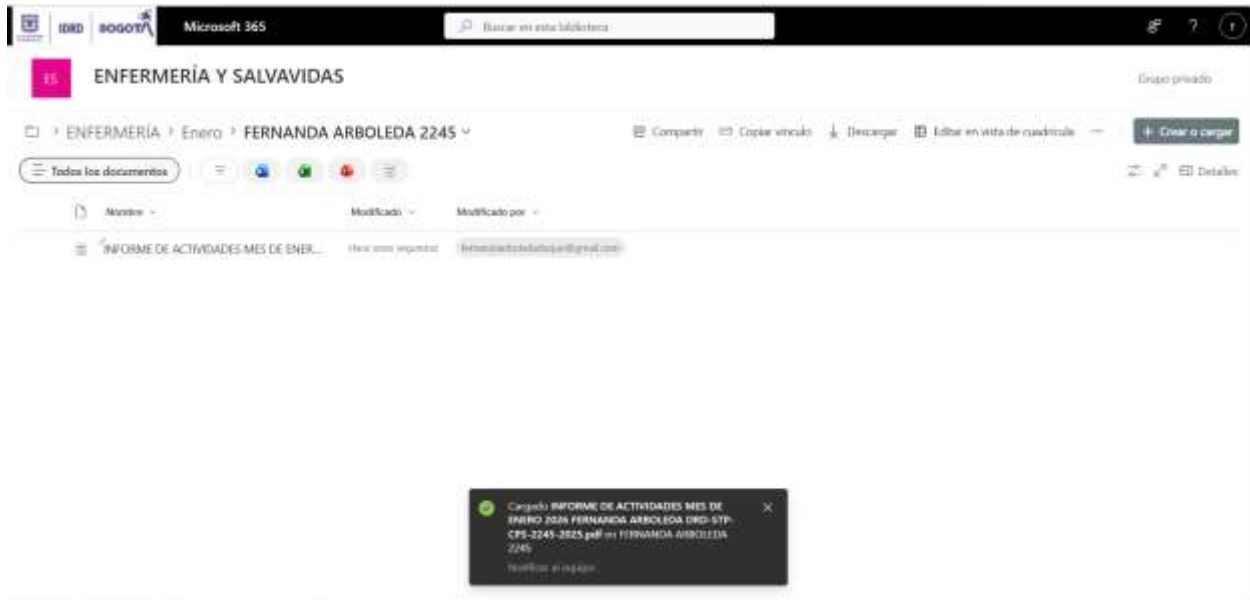 IDRD BOGOTÁ Microsoft 365 Buscar en esta biblioteca ?
ES ENFERMERÍA Y SALVAVIDAS Grupo privado
ENFERMERÍA Enero FERNANDA ARBOLEDA 2245 Compartir Copiar vínculo Descargar Editar en vista de cuadrícula Crear o cargar
Todos los documentos Detalles
Nombre Modificado Modificado por
INFORME DE ACTIVIDADES MES DE ENER... Hace unos segundos
Cargado INFORME DE ACTIVIDADES MES DE
ENERO 2026 FERNANDA ARBOLEDA
CPS-2245-2025.pdf en FERNANDA ARBOLEDA
2245
Notificar al equipo